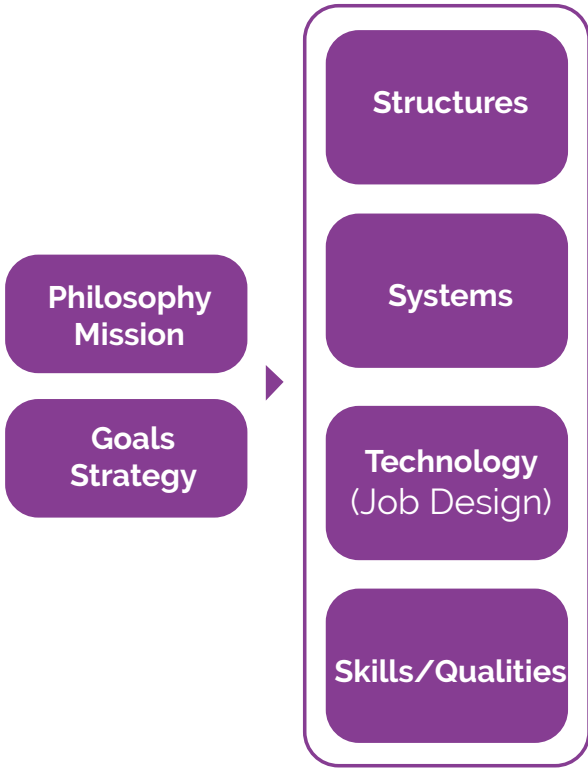 Philosophy
Mission
Goals
Strategy
Structures
Systems
Technology
(Job Design)
Skills/Qualities